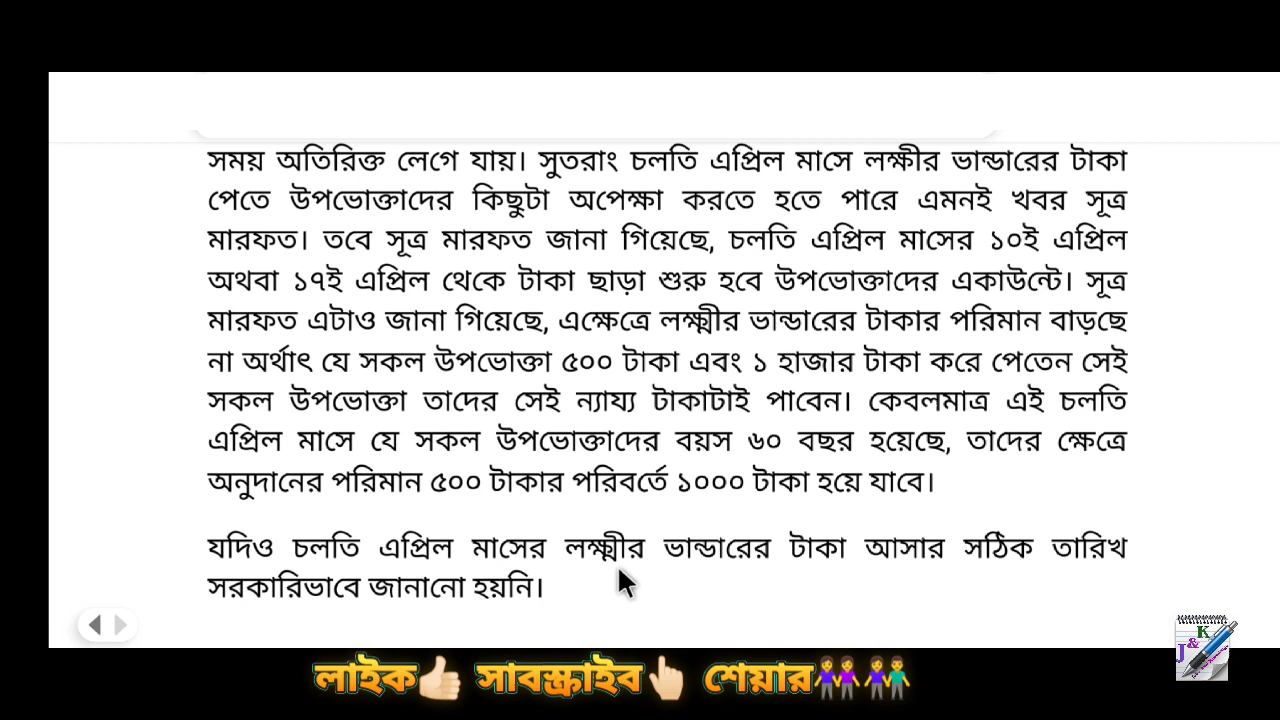 সময় অতিরিক্ত লেগে যায়। সুতরাং চলতি এপ্রিল মাসে লক্ষীর ভান্ডারের টাকা
পেতে উপভোক্তাদের কিছুটা অপেক্ষা করতে হতে পারে এমনই খবর সূত্র
মারফত। তবে সূত্র মারফত জানা গিয়েছে, চলতি এপ্রিল মাসের ১০ই এপ্রিল
অথবা ১৭ই এপ্রিল থেকে টাকা ছাড়া শুরু হবে উপভোক্তাদের একাউন্টে। সূত্র
মারফত এটাও জানা গিয়েছে, এক্ষেত্রে লক্ষ্মীর ভান্ডারের টাকার পরিমান বাড়ছে
না অর্থাৎ যে সকল উপভোক্তা ৫০০ টাকা এবং ১ হাজার টাকা করে পেতেন সেই
সকল উপভোক্তা তাদের সেই ন্যায্য টাকাটাই পাবেন। কেবলমাত্র এই চলতি
এপ্রিল মাসে যে সকল উপভোক্তাদের বয়স ৬০ বছর হয়েছে, তাদের ক্ষেত্রে
অনুদানের পরিমান ৫০০ টাকার পরিবর্তে ১০০০ টাকা হয়ে যাবে।
যদিও চলতি এপ্রিল মাসের লক্ষ্মীর ভান্ডারের টাকা আসার সঠিক তারিখ
সরকারিভাবে জানানো হয়নি।
J&K
লাইক সাবস্ক্রাইব শেয়ার